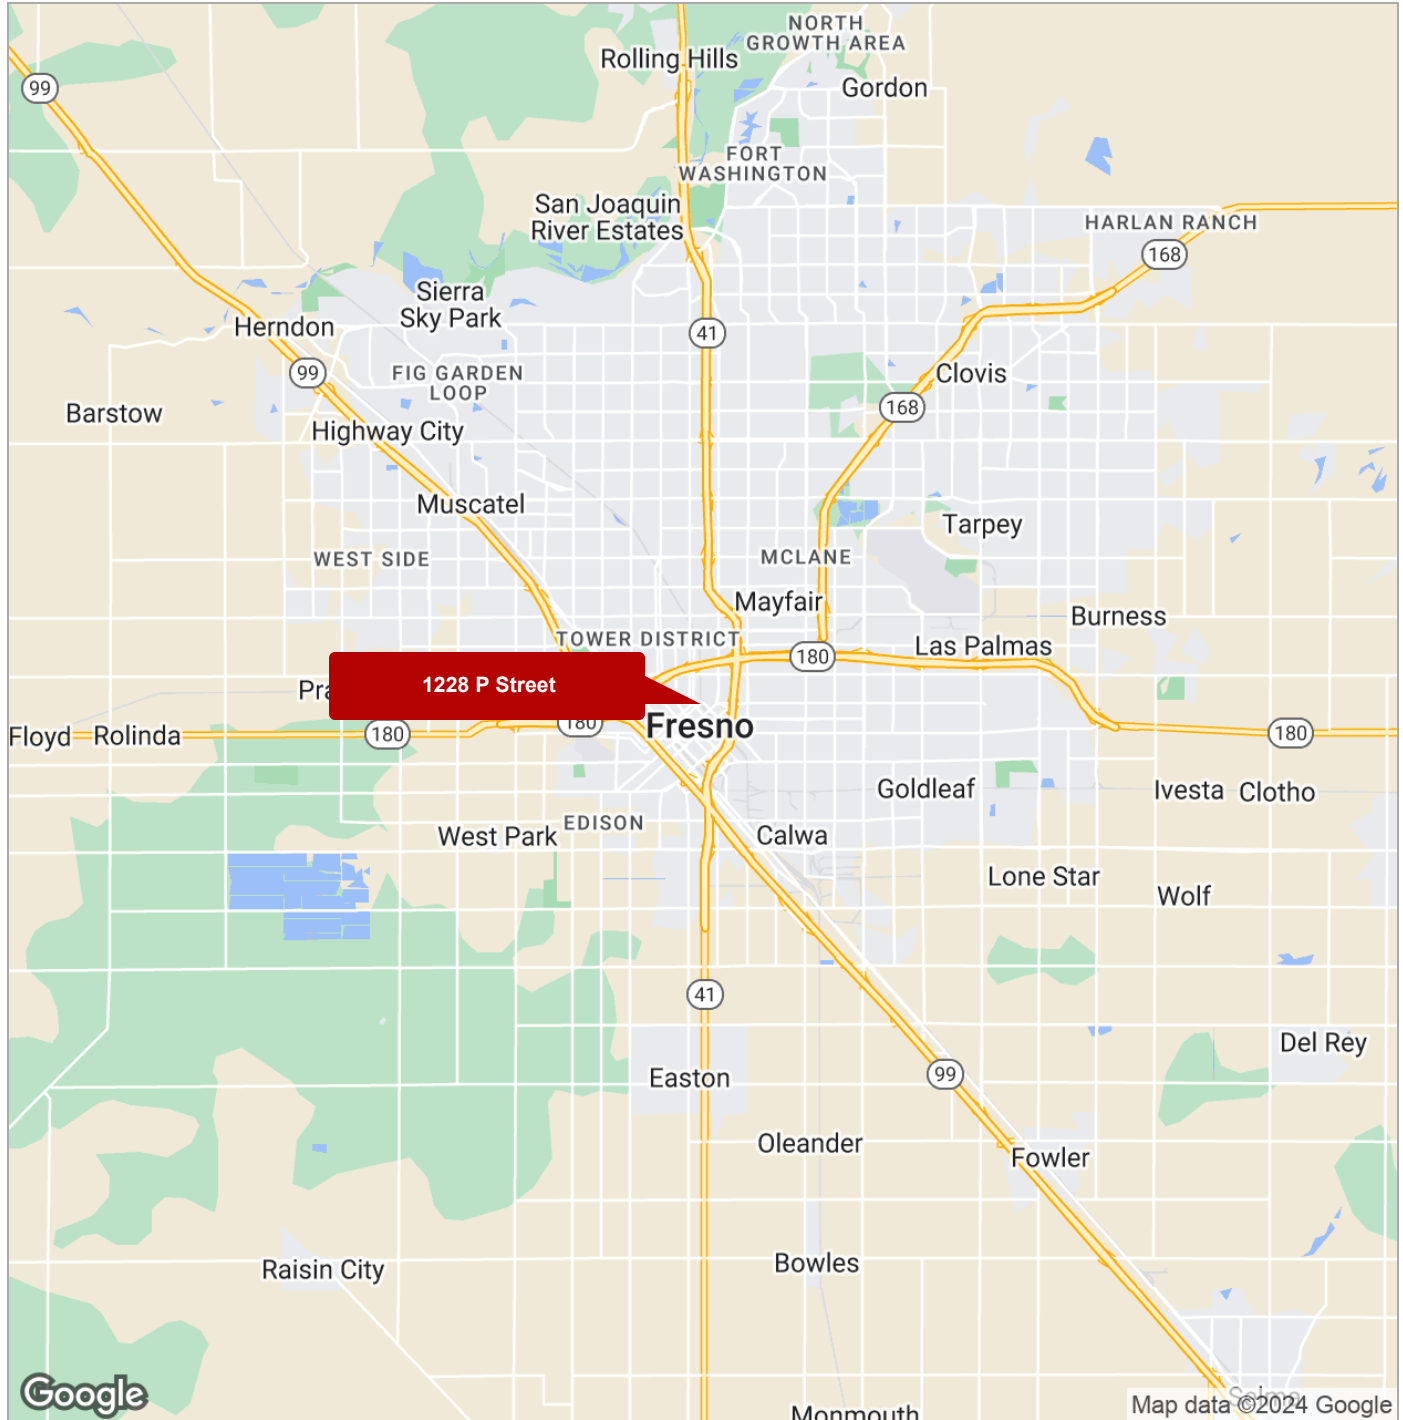 NORTH
GROWTH AREA
Rolling Hills
99
Gordon
FORT
WASHINGTON
San Joaquin
River Estates
HARLAN RANCH
168
Sierra
Sky Park
Herndon
41
99
FIG GARDEN
LOOP
Clovis
168
Barstow
Highway City
Muscatel
Tarpey
WEST SIDE
MCLANE
Mayfair
Burness
TOWER DISTRICT
180
Las Palmas
1228 P Street
Pra
180
Fresno
Floyd
Rolinda
180
180
Goldleaf
Ivesta
Clotho
EDISON
West Park
Calwa
Lone Star
Wolf
41
Del Rey
Easton
99
Oleander
Fowler
Bowles
Raisin City
Google
Selma
Map data ©2024 Google
Monmouth